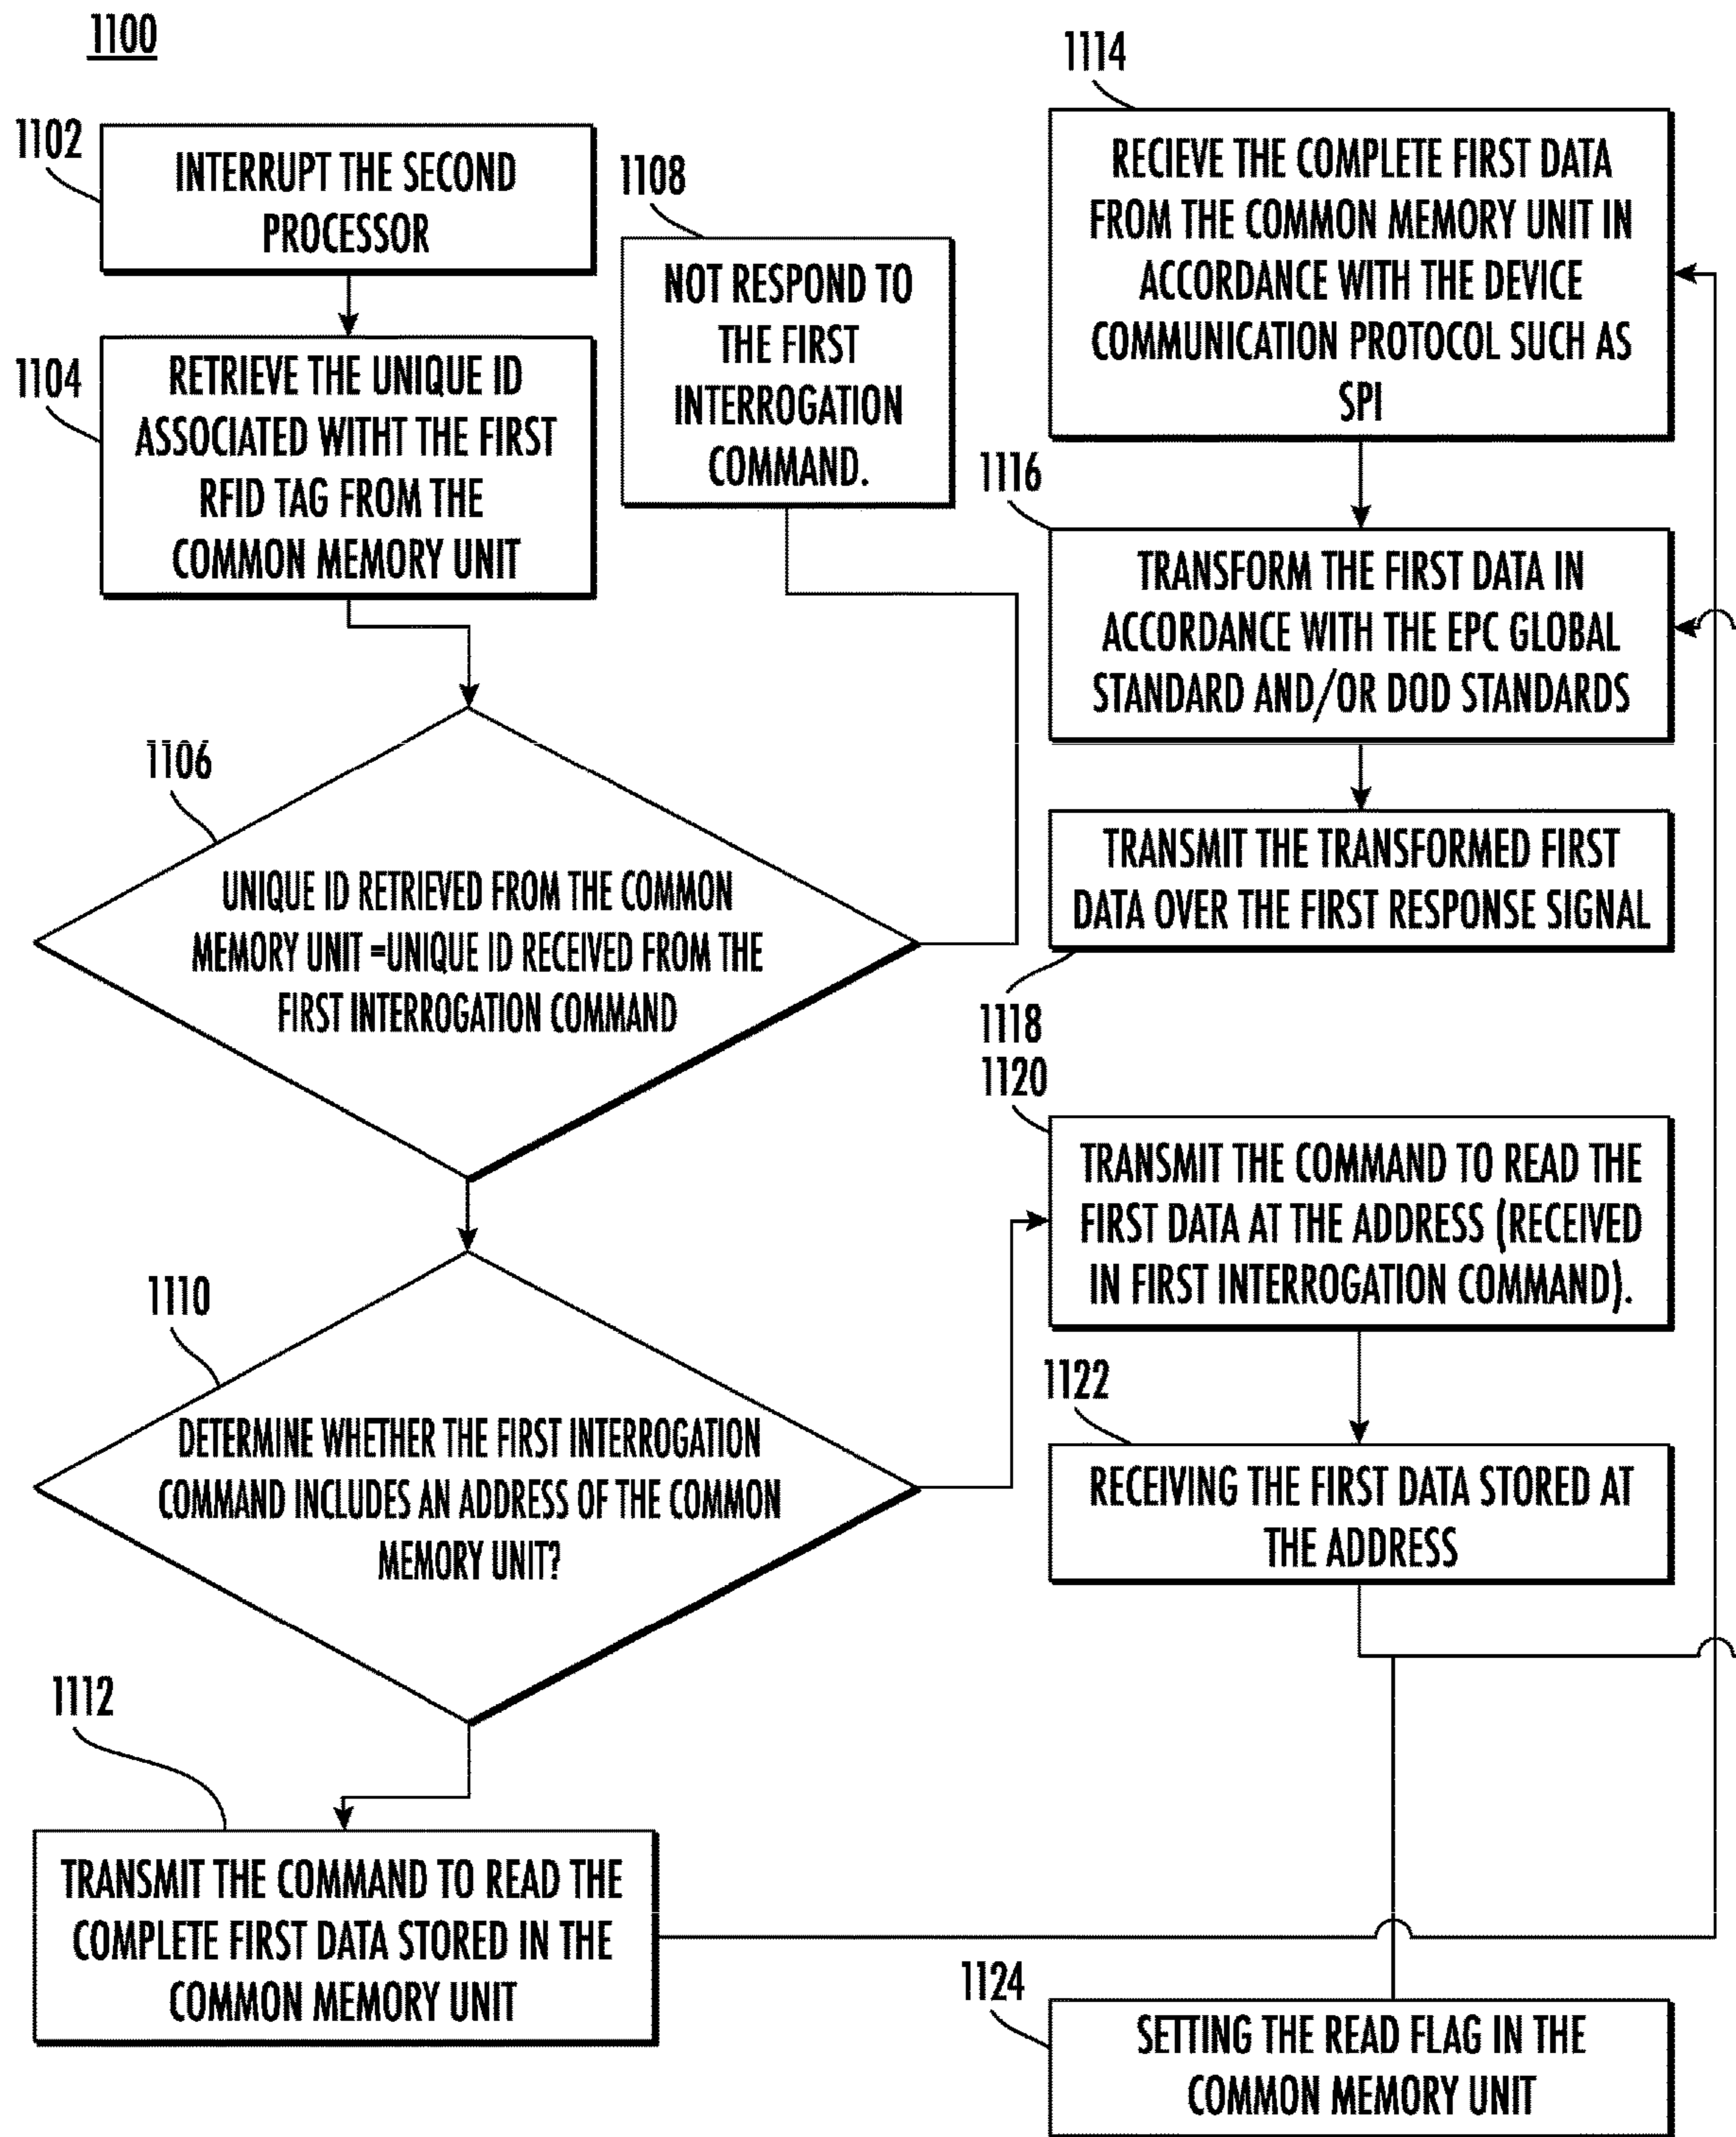 1100
1102
INTERRUPT THE SECOND
PROCESSOR
1104
RETRIEVE THE UNIQUE ID
ASSOCIATED WITHT THE FIRST
RFID TAG FROM THE
COMMON MEMORY UNIT
1108
NOT RESPOND TO
THE FIRST
INTERROGATION
COMMAND.
1106
UNIQUE ID RETRIEVED FROM THE COMMON
MEMORY UNIT =UNIQUE ID RECEIVED FROM THE
FIRST INTERROGATION COMMAND
1110
DETERMINE WHETHER THE FIRST INTERROGATION
COMMAND INCLUDES AN ADDRESS OF THE COMMON
MEMORY UNIT?
1112
TRANSMIT THE COMMAND TO READ THE
COMPLETE FIRST DATA STORED IN THE
COMMON MEMORY UNIT
1114
RECIEVE THE COMPLETE FIRST DATA
FROM THE COMMON MEMORY UNIT IN
ACCORDANCE WITH THE DEVICE
COMMUNICATION PROTOCOL SUCH AS
SPI
1116
TRANSFORM THE FIRST DATA IN
ACCORDANCE WITH THE EPC GLOBAL
STANDARD AND/OR DOD STANDARDS
TRANSMIT THE TRANSFORMED FIRST
DATA OVER THE FIRST RESPONSE SIGNAL
1118
1120
TRANSMIT THE COMMAND TO READ THE
FIRST DATA AT THE ADDRESS (RECEIVED
IN FIRST INTERROGATION COMMAND).
1122
RECEIVING THE FIRST DATA STORED AT
THE ADDRESS
1124
SETTING THE READ FLAG IN THE
COMMON MEMORY UNIT